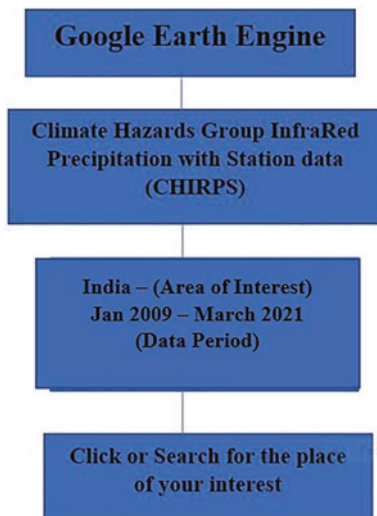 Google Earth Engine
Climate Hazards Group InfraRed
Precipitation with Station data
(CHIRPS)
India – (Area of Interest)
Jan 2009 – March 2021
(Data Period)
Click or Search for the place
of your interest